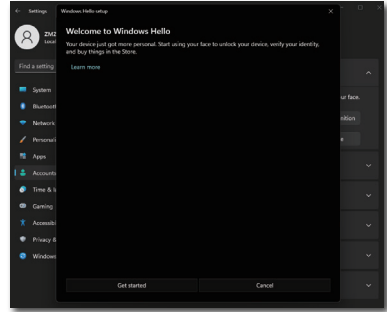 Settings
Windows Hello setup
Welcome to Windows Hello
Your device just got more personal. Start using your face to unlock your device, verify your identity,
and buy things in the Store.
Learn more
ZMZ
Local
Find a setting
System
Bluetooth
Network
Personali
Apps
Accounts
Time & l
Gaming
Accessibi
Privacy &
Windows
ur face.
nition
e
Get started
Cancel